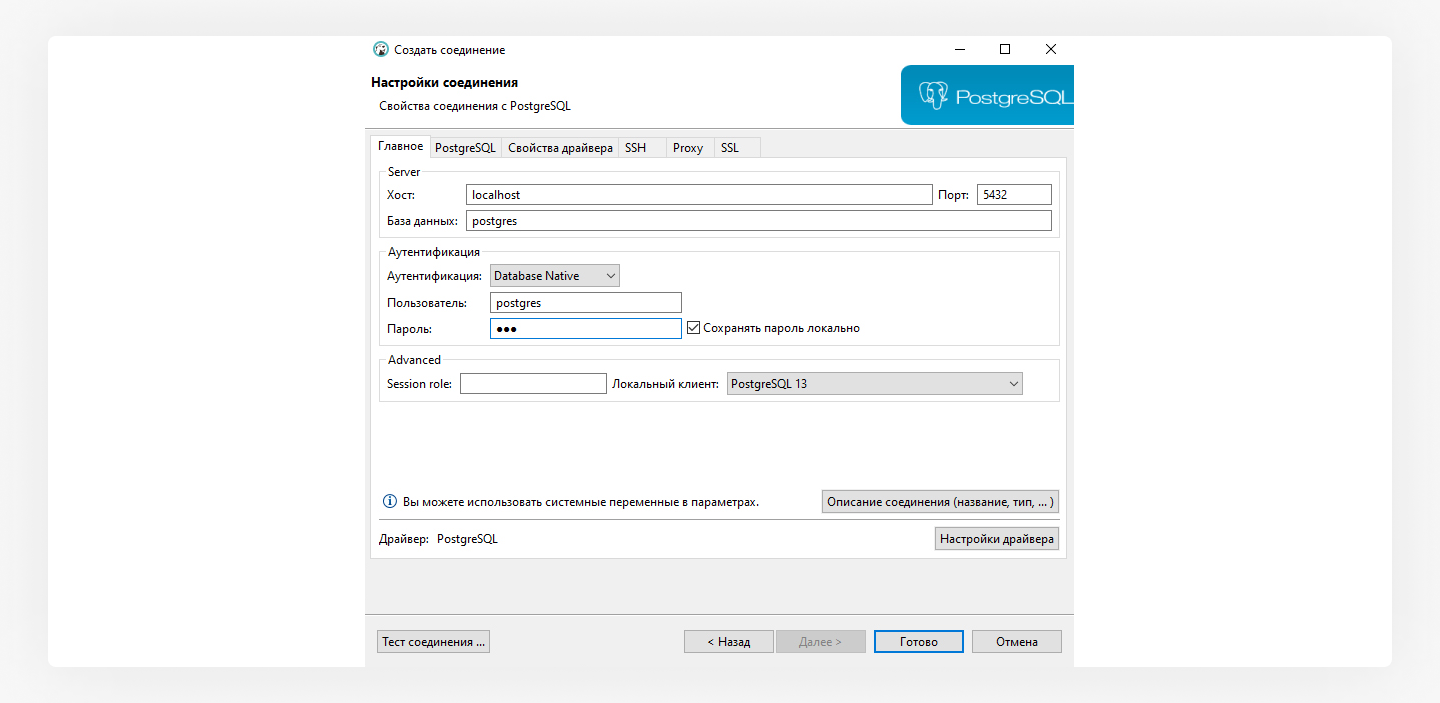 Создать соединение
Настройки соединения
Свойства соединения с PostgreSQL
PostgreSQL
Главное PostgreSQL Свойства драйвера SSH Proxy SSL
Server
Хост: localhost Порт: 5432
База данных: postgres
Аутентификация
Аутентификация: Database Native
Пользователь: postgres
Пароль: ●●● Сохранять пароль локально
Advanced
Session role: Локальный клиент: PostgreSQL 13
Вы можете использовать системные переменные в параметрах. Описание соединения (название, тип, ... )
Драйвер: PostgreSQL Настройки драйвера
Тест соединения ... < Назад Далее > Готово Отмена